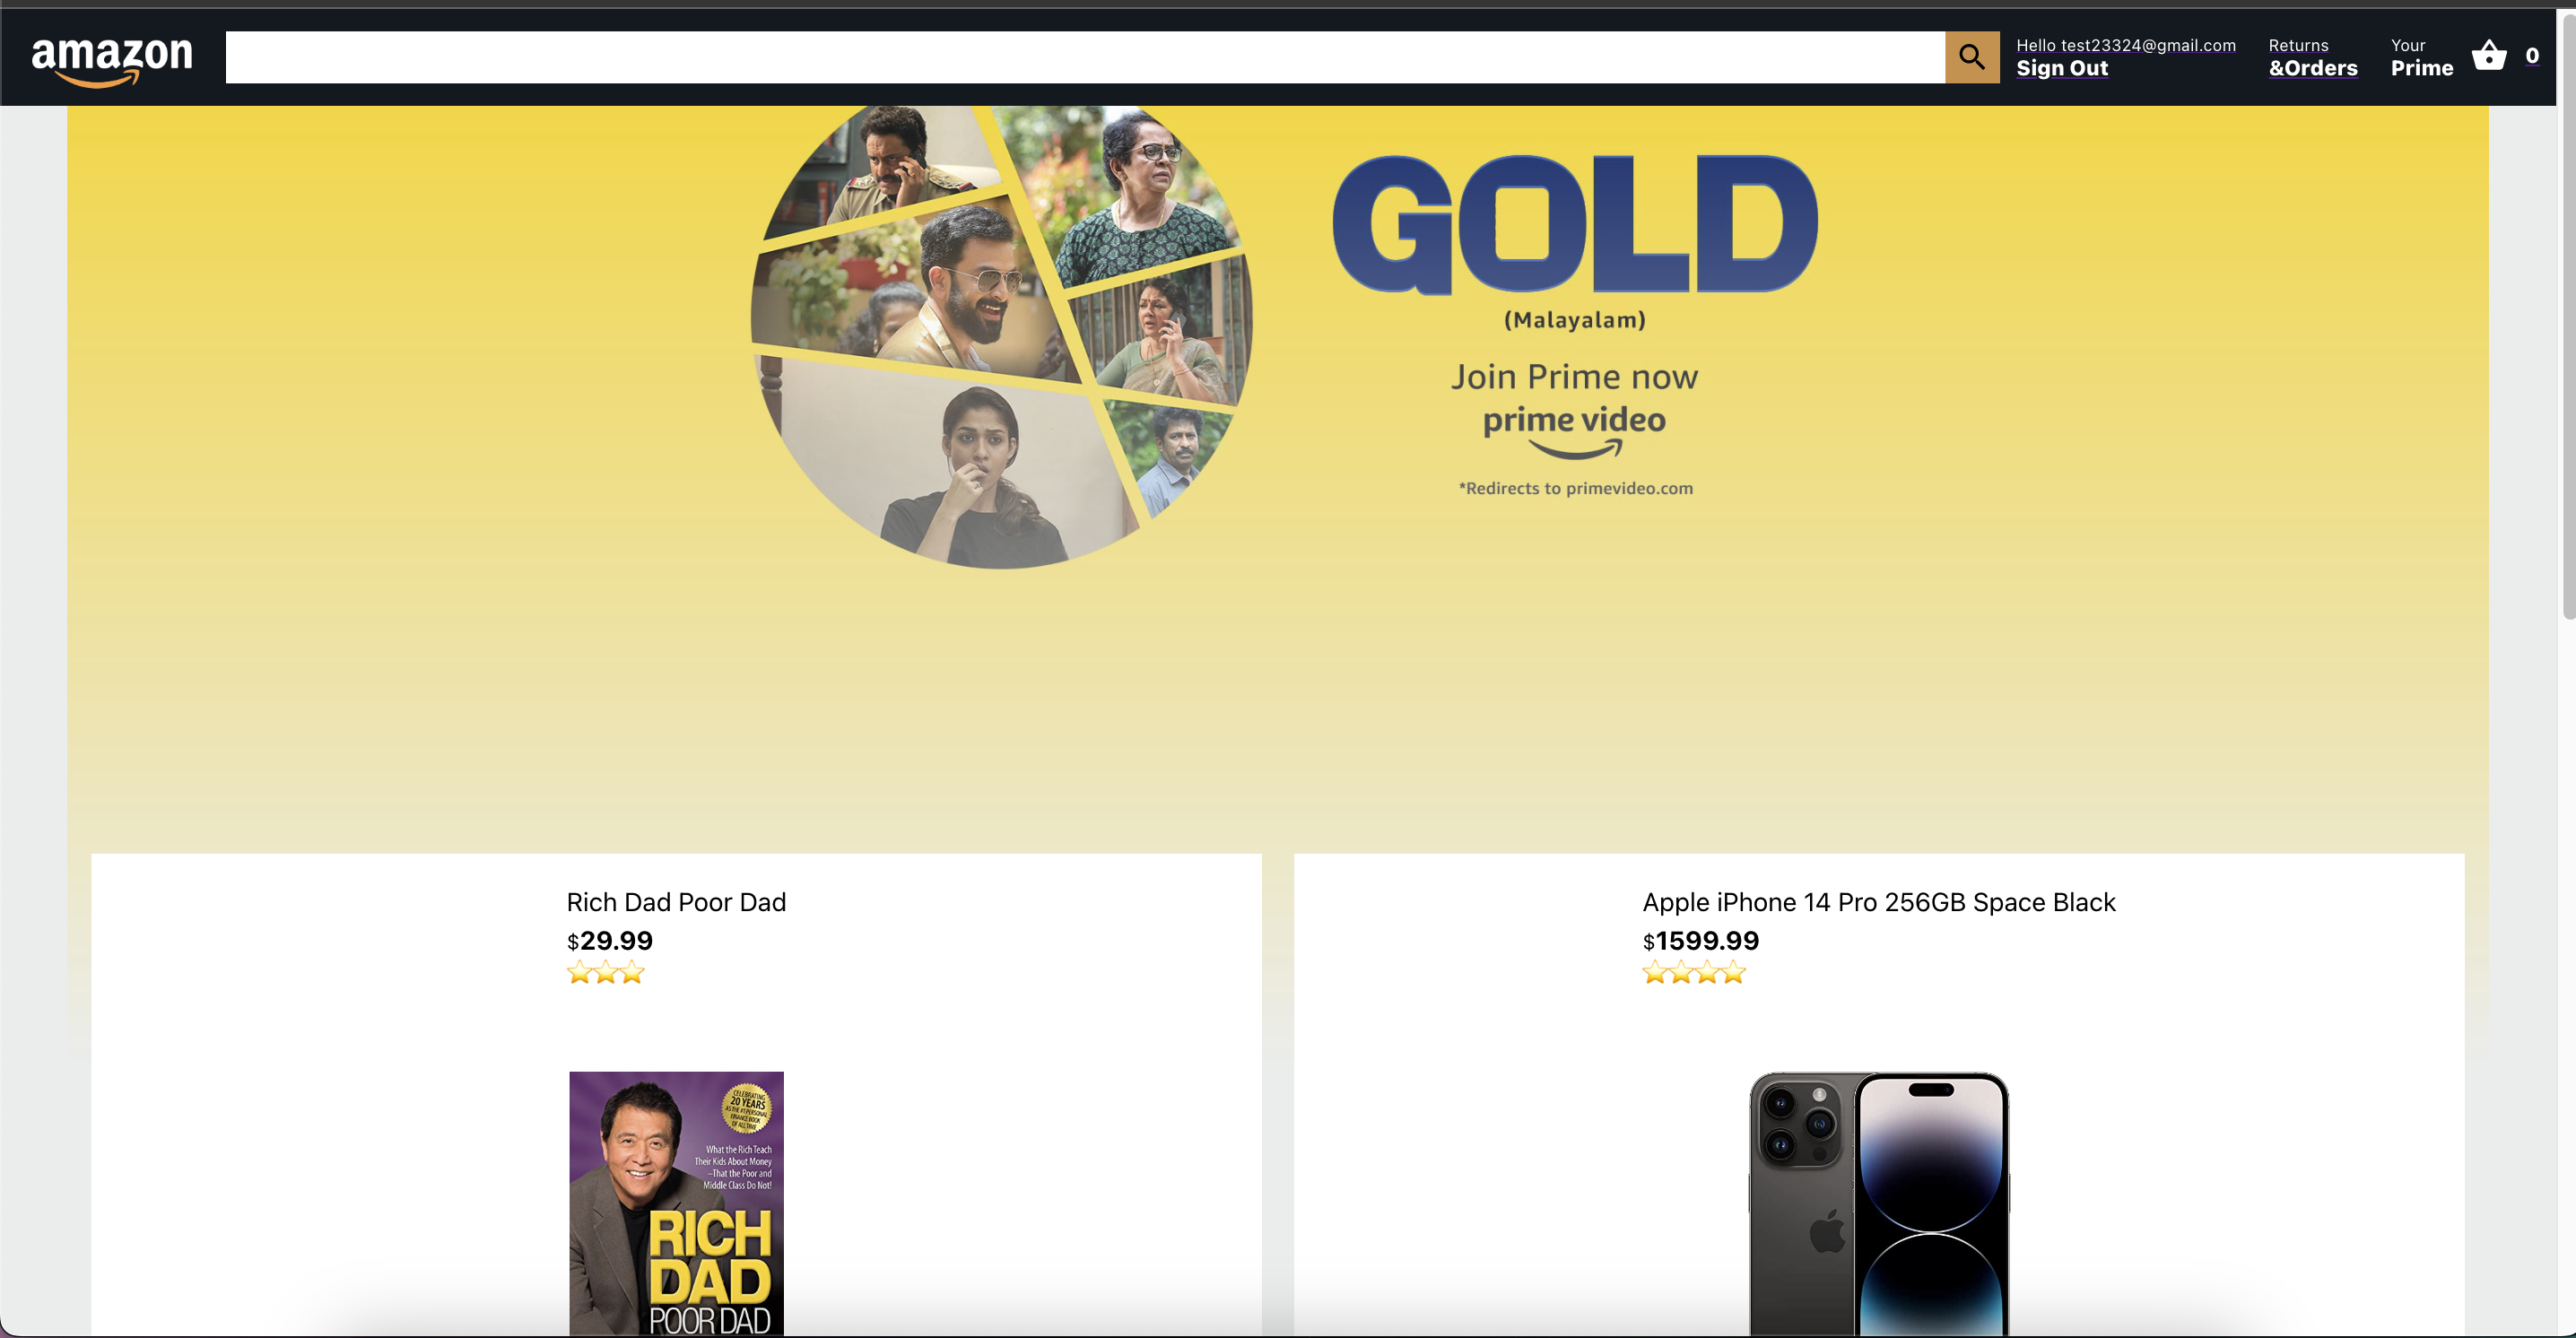 amazon
Hello test23324@gmail.com
Sign Out
Returns
&Orders
Your
Prime
0
GOLD
(Malayalam)
Join Prime now
prime video
*Redirects to primevideo.com
Rich Dad Poor Dad
$29.99
Apple iPhone 14 Pro 256GB Space Black
$1599.99
CELEBRATING
20 YEARS
AS THE #1 PERSONAL
FINANCE BOOK
OF ALL TIME
What the Rich Teach
Their Kids About Money
–That the Poor and
Middle Class Do Not!
RICH
DAD
POOR DAD